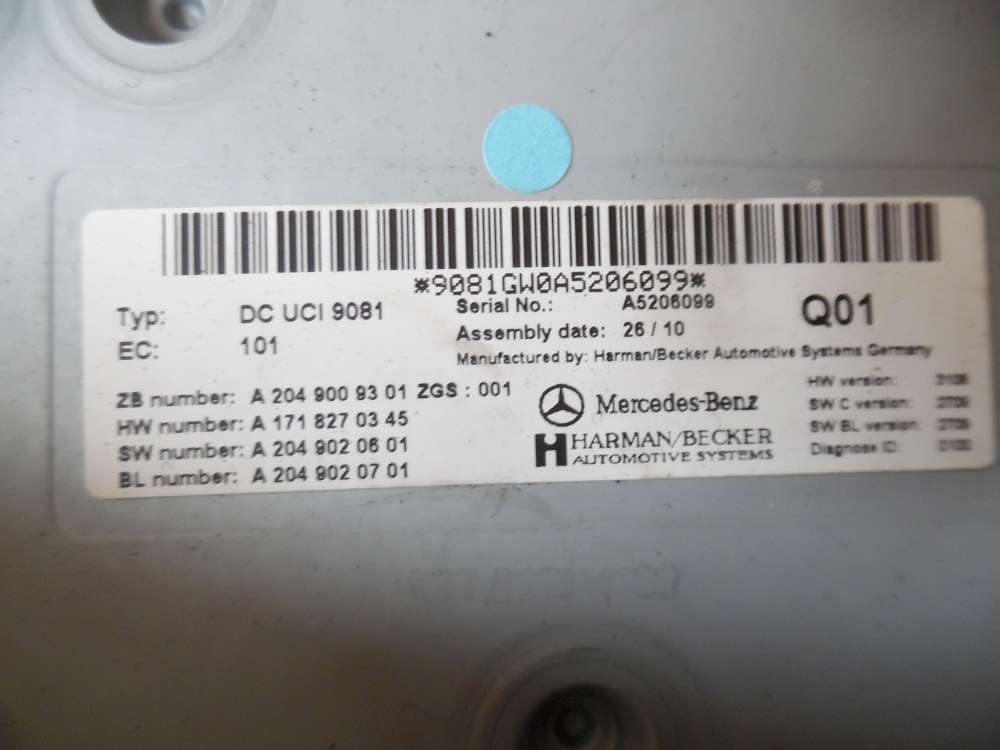 *9081GW0A5206099*
Typ: DC UCI 9081
EC: 101
Serial No.: A5206099
Assembly date: 26 / 10
Manufactured by: Harman/Becker Automotive Systems Germany
Q01
ZB number: A 204 900 93 01 ZGS : 001
HW number: A 171 827 03 45
SW number: A 204 902 06 01
BL number: A 204 902 07 01
Mercedes-Benz
HARMAN/BECKER
AUTOMOTIVE SYSTEMS
HW version:
SW C version:
SW BL version:
Diagnose ID: